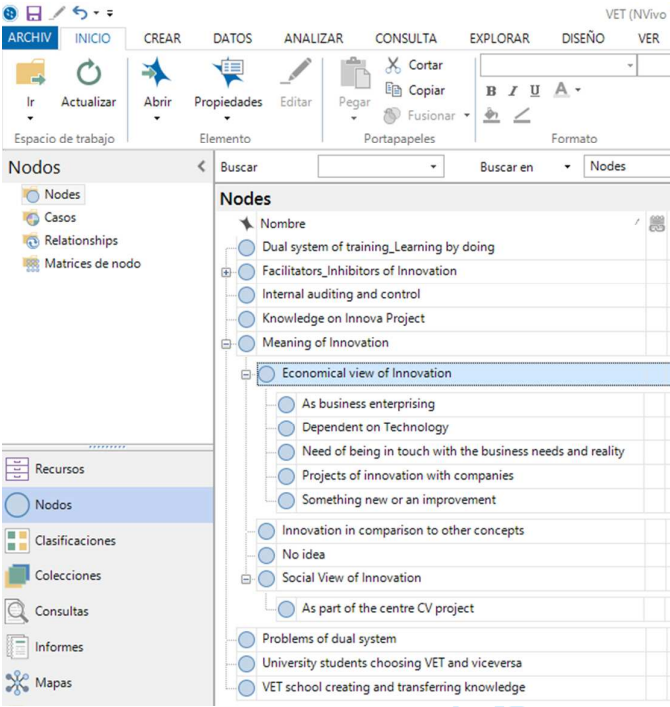 VET (NVivo
ARCHIV INICIO CREAR DATOS ANALIZAR CONSULTA EXPLORAR DISEÑO VER
Ir Actualizar Abrir Propiedades Editar Pegar Cortar
Copiar
Fusionar
B I U A
Espacio de trabajo Elemento Portapapeles Formato
Nodos
Nodes
Casos
Relationships
Matrices de nodo
Recursos
Nodos
Clasificaciones
Colecciones
Consultas
Informes
Mapas
Buscar Buscar en Nodes
Nodes
Nombre
Dual system of training_Learning by doing
Facilitators_Inhibitors of Innovation
Internal auditing and control
Knowledge on Innova Project
Meaning of Innovation
Economical view of Innovation
As business enterprising
Dependent on Technology
Need of being in touch with the business needs and reality
Projects of innovation with companies
Something new or an improvement
Innovation in comparison to other concepts
No idea
Social View of Innovation
As part of the centre CV project
Problems of dual system
University students choosing VET and viceversa
VET school creating and transferring knowledge